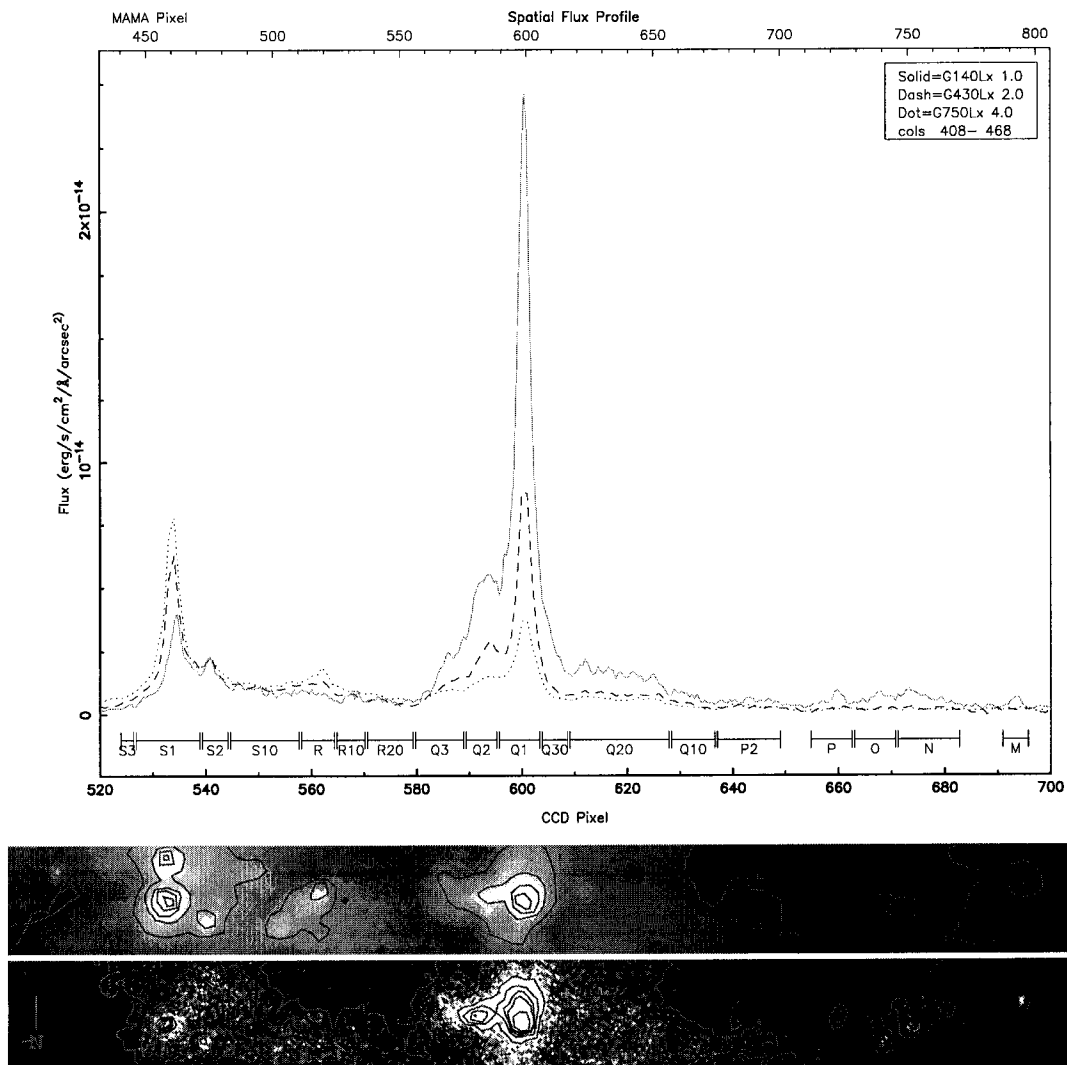 MAMA Pixel Spatial Flux Profile
450 500 550 600 650 700 750 800
Solid=G140Lx 1.0
Dash=G430Lx 2.0
Dot=G750Lx 4.0
cols 408- 468
2×10⁻¹⁴
10⁻¹⁴
0
Flux (erg/s/cm²/Å/arcsec²)
S3 S1 S2 S10 R R10 R20 Q3 Q2 Q1 Q30 Q20 Q10 P2 P O N M
520 540 560 580 600 620 640 660 680 700
CCD Pixel
N